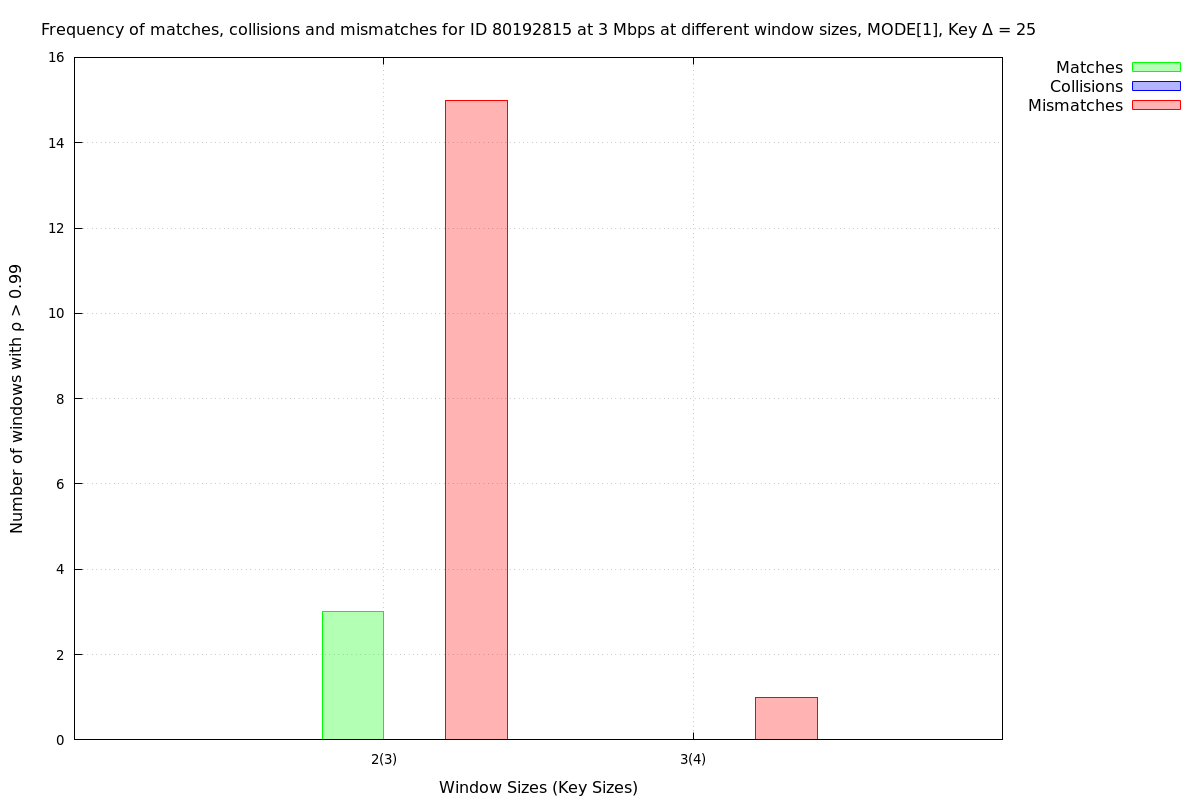 Frequency of matches, collisions and mismatches for ID 80192815 at 3 Mbps at different window sizes, MODE[1], Key Δ = 25
Matches
Collisions
Mismatches
Number of windows with ρ > 0.99
16
14
12
10
8
6
4
2
0
2(3)
3(4)
Window Sizes (Key Sizes)